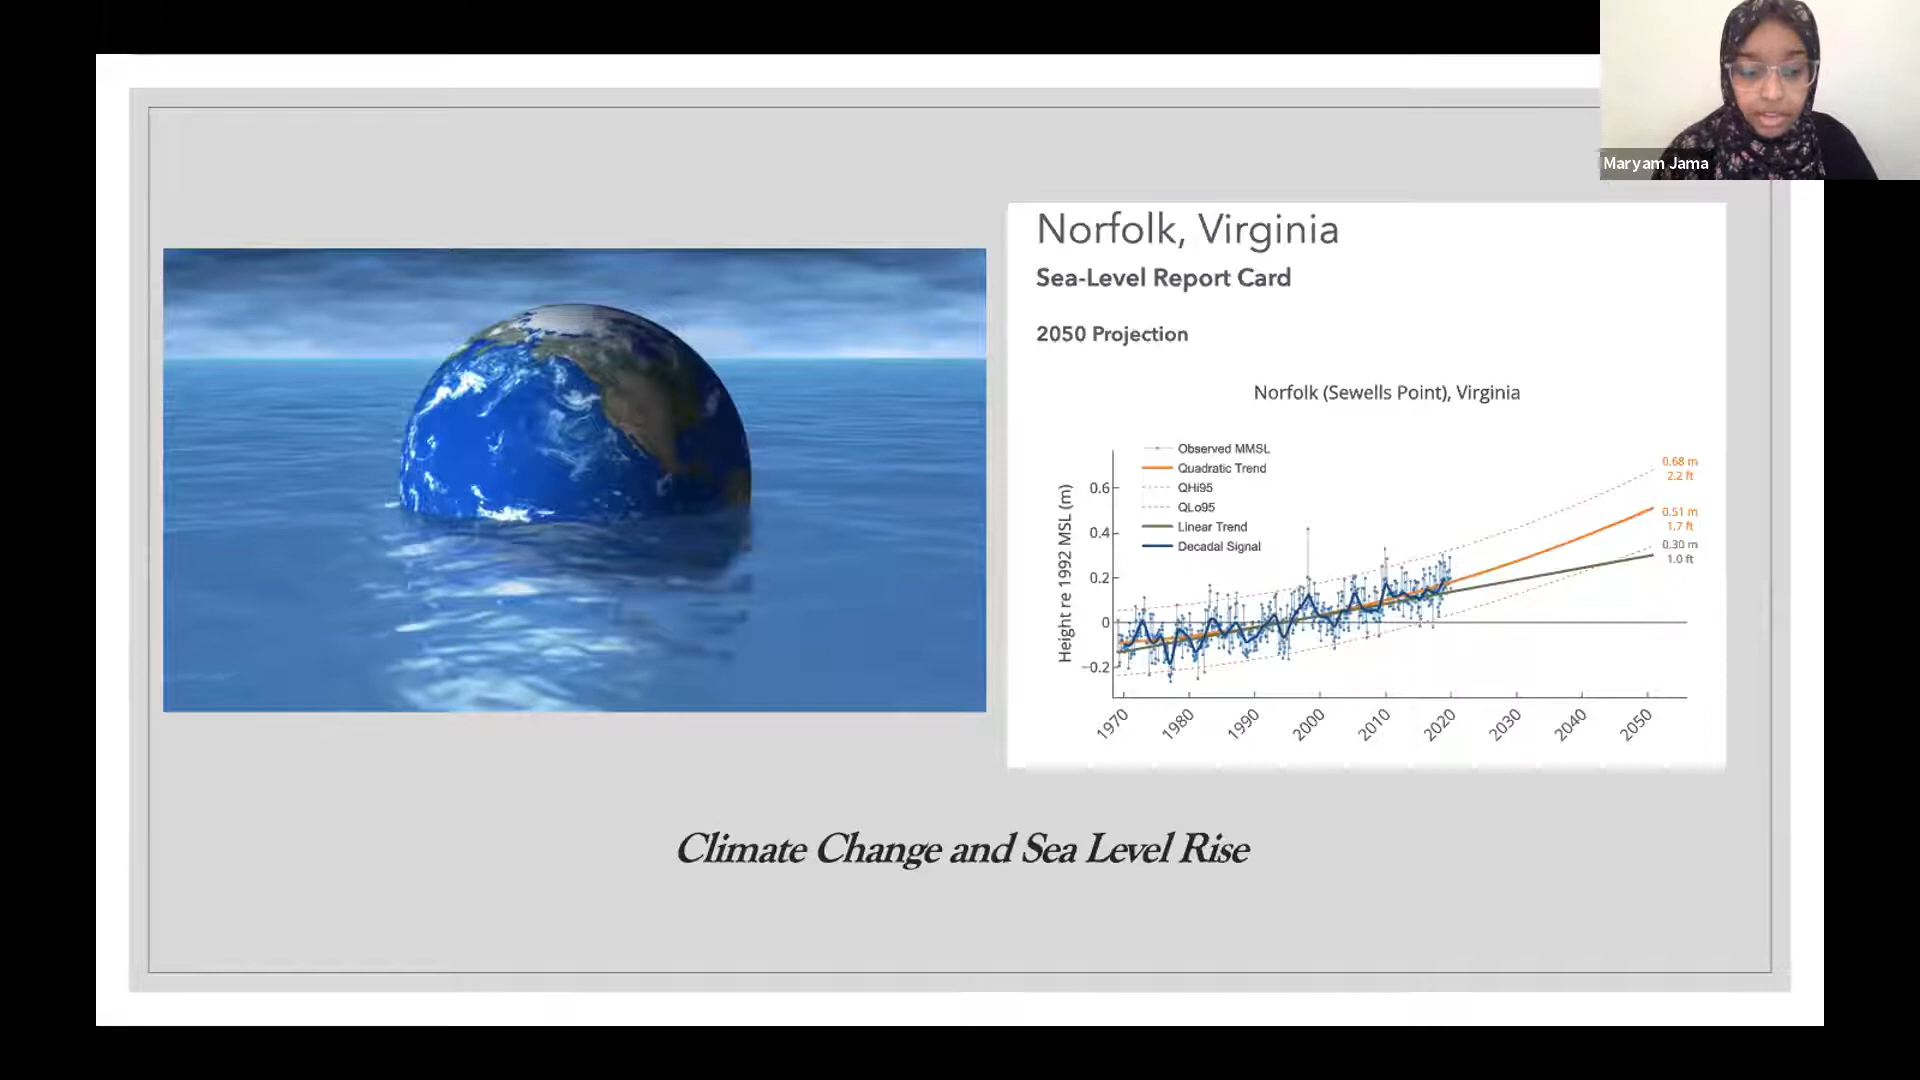 Maryam Jama
Norfolk, Virginia
Sea-Level Report Card
2050 Projection
Norfolk (Sewells Point), Virginia
Observed MMSL
Quadratic Trend
QHi95
QLo95
Linear Trend
Decadal Signal
Height re 1992 MSL (m)
0.6
0.4
0.2
0
−0.2
0.68 m
2.2 ft
0.51 m
1.7 ft
0.30 m
1.0 ft
1970 1980 1990 2000 2010 2020 2030 2040 2050
Climate Change and Sea Level Rise